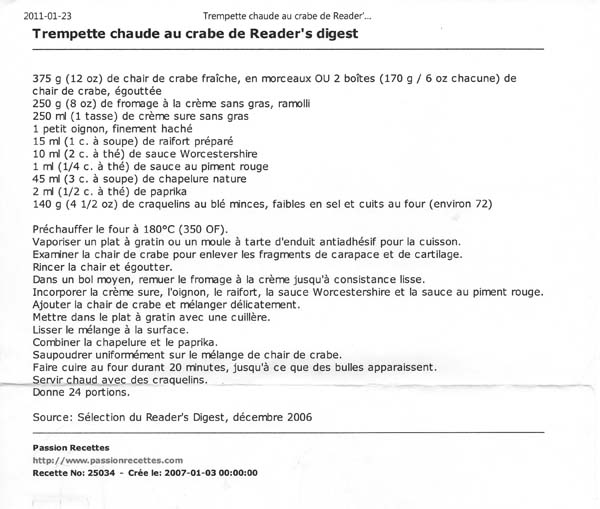 2011-01-23 Trempette chaude au crabe de Reader'...
Trempette chaude au crabe de Reader's digest
375 g (12 oz) de chair de crabe fraîche, en morceaux OU 2 boîtes (170 g / 6 oz chacune) de
chair de crabe, égouttée
250 g (8 oz) de fromage à la crème sans gras, ramolli
250 ml (1 tasse) de crème sure sans gras
1 petit oignon, finement haché
15 ml (1 c. à soupe) de raifort préparé
10 ml (2 c. à thé) de sauce Worcestershire
1 ml (1/4 c. à thé) de sauce au piment rouge
45 ml (3 c. à soupe) de chapelure nature
2 ml (1/2 c. à thé) de paprika
140 g (4 1/2 oz) de craquelins au blé minces, faibles en sel et cuits au four (environ 72)
Préchauffer le four à 180°C (350 OF).
Vaporiser un plat à gratin ou un moule à tarte d'enduit antiadhésif pour la cuisson.
Examiner la chair de crabe pour enlever les fragments de carapace et de cartilage.
Rincer la chair et égoutter.
Dans un bol moyen, remuer le fromage à la crème jusqu'à consistance lisse.
Incorporer la crème sure, l'oignon, le raifort, la sauce Worcestershire et la sauce au piment rouge.
Ajouter la chair de crabe et mélanger délicatement.
Mettre dans le plat à gratin avec une cuillère.
Lisser le mélange à la surface.
Combiner la chapelure et le paprika.
Saupoudrer uniformément sur le mélange de chair de crabe.
Faire cuire au four durant 20 minutes, jusqu'à ce que des bulles apparaissent.
Servir chaud avec des craquelins.
Donne 24 portions.
Source: Sélection du Reader's Digest, décembre 2006
Passion Recettes
http://www.passionrecettes.com
Recette No: 25034 - Crée le: 2007-01-03 00:00:00